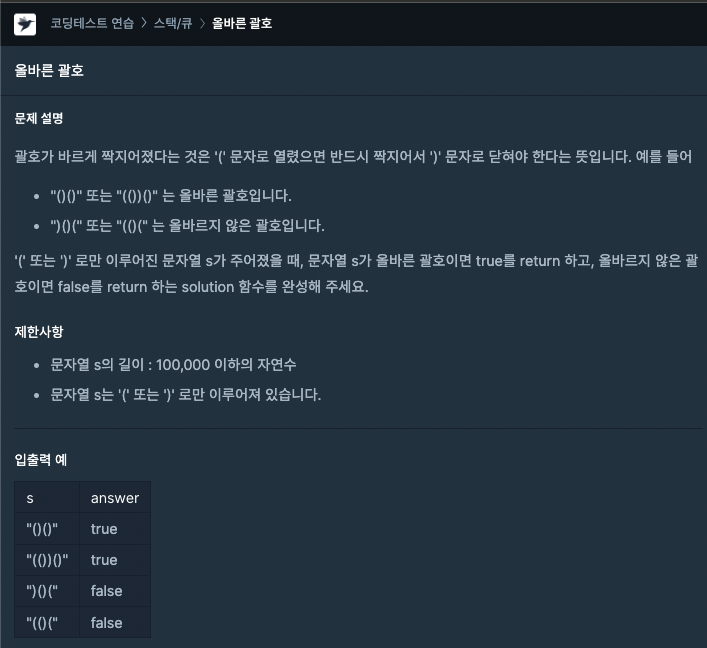 코딩테스트 연습 > 스택/큐 > 올바른 괄호
올바른 괄호
문제 설명
괄호가 바르게 짝지어졌다는 것은 '(' 문자로 열렸으면 반드시 짝지어서 ')' 문자로 닫혀야 한다는 뜻입니다. 예를 들어
• "()()" 또는 "(())()" 는 올바른 괄호입니다.
• ")()(" 또는 "(()(" 는 올바르지 않은 괄호입니다.
'(' 또는 ')' 로만 이루어진 문자열 s가 주어졌을 때, 문자열 s가 올바른 괄호이면 true를 return 하고, 올바르지 않은 괄
호이면 false를 return 하는 solution 함수를 완성해 주세요.
제한사항
• 문자열 s의 길이 : 100,000 이하의 자연수
• 문자열 s는 '(' 또는 ')' 로만 이루어져 있습니다.
입출력 예
s answer
"()()" true
"(())()" true
")()(" false
"(()(" false